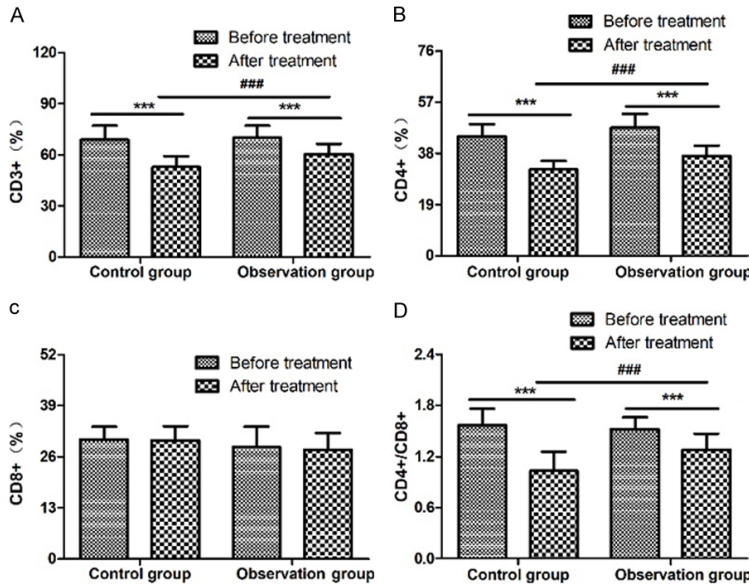 A
Before treatment
After treatment
120
90
60
30
0
CD3+ (%)
###
***
***
Control group
Observation group
B
Before treatment
After treatment
76
57
38
19
0
CD4+ (%)
###
***
***
Control group
Observation group
c
Before treatment
After treatment
52
39
26
13
0
CD8+ (%)
Control group
Observation group
D
Before treatment
After treatment
2.4
1.8
1.2
0.6
0.0
CD4+/CD8+
###
***
***
Control group
Observation group